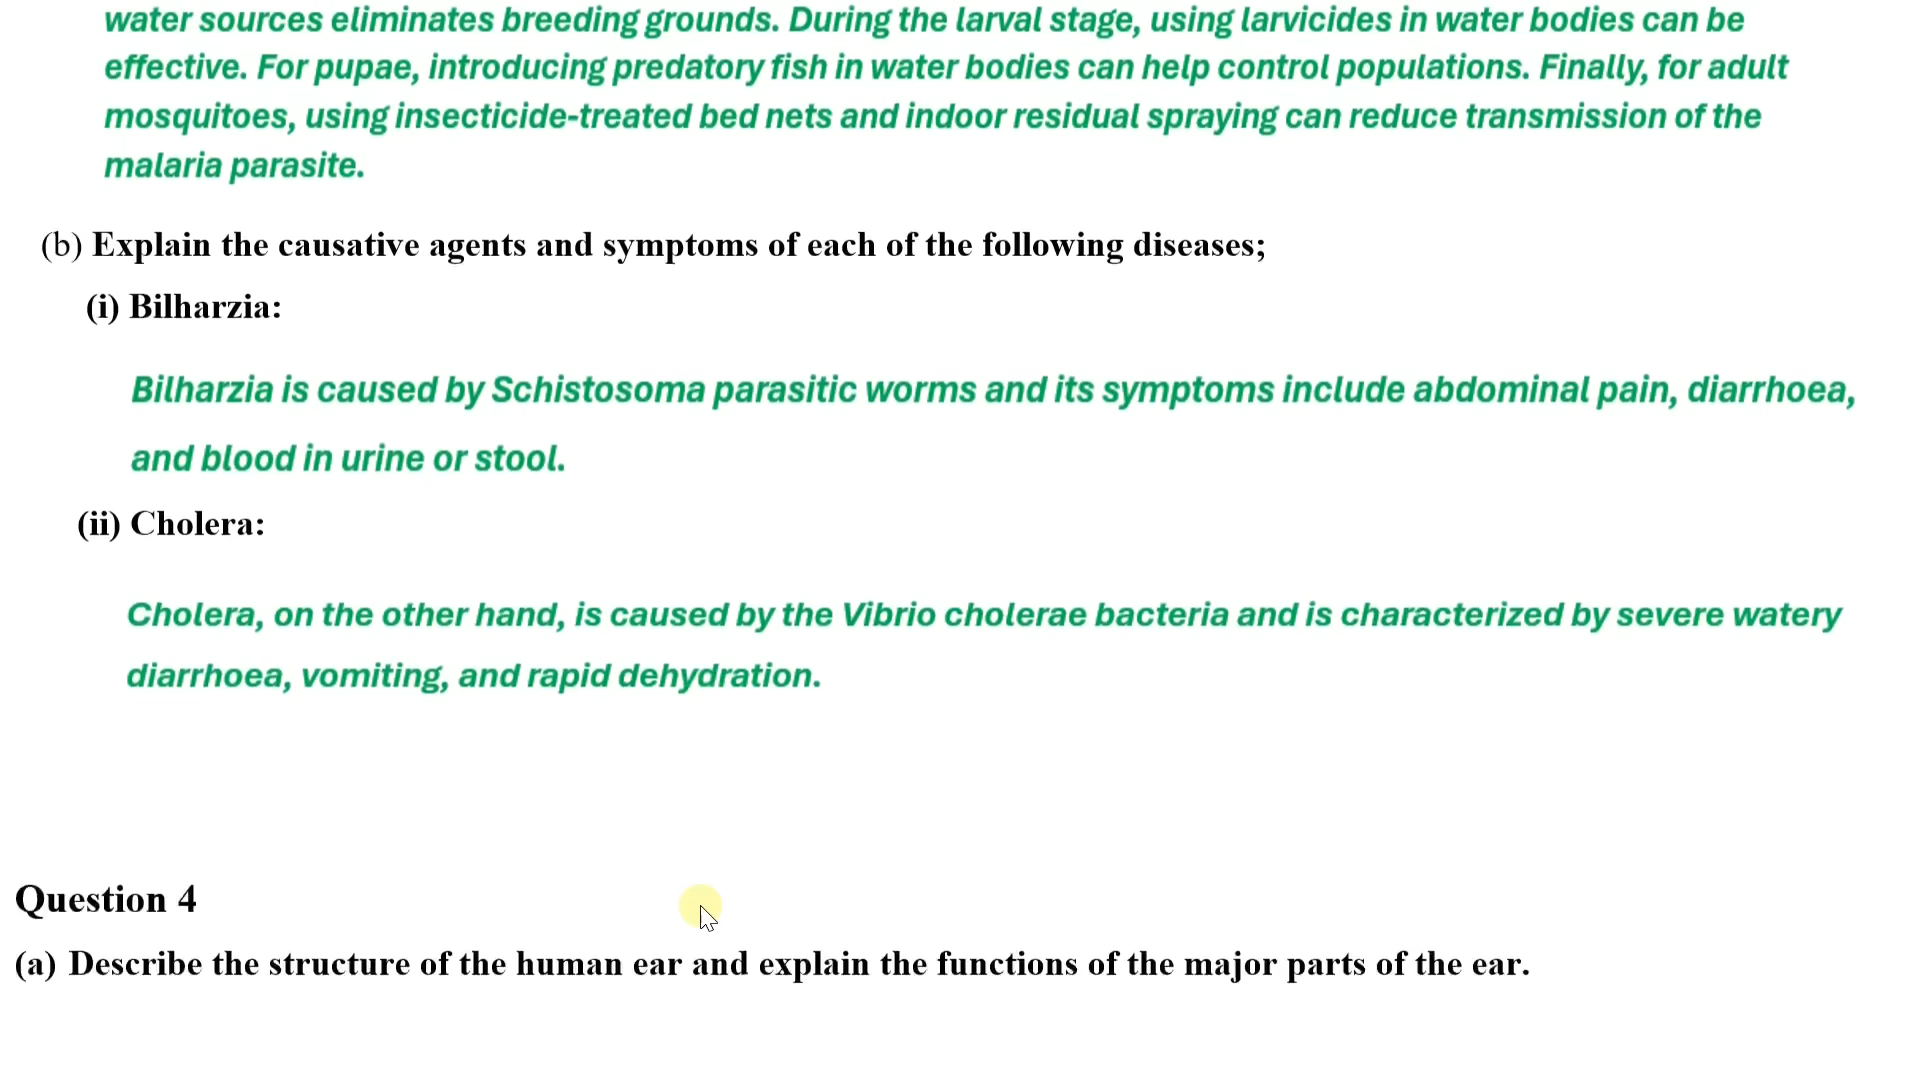 water sources eliminates breeding grounds. During the larval stage, using larvicides in water bodies can be
effective. For pupae, introducing predatory fish in water bodies can help control populations. Finally, for adult
mosquitoes, using insecticide-treated bed nets and indoor residual spraying can reduce transmission of the
malaria parasite.
(b) Explain the causative agents and symptoms of each of the following diseases;
(i) Bilharzia:
Bilharzia is caused by Schistosoma parasitic worms and its symptoms include abdominal pain, diarrhoea,
and blood in urine or stool.
(ii) Cholera:
Cholera, on the other hand, is caused by the Vibrio cholerae bacteria and is characterized by severe watery
diarrhoea, vomiting, and rapid dehydration.
Question 4
(a) Describe the structure of the human ear and explain the functions of the major parts of the ear.